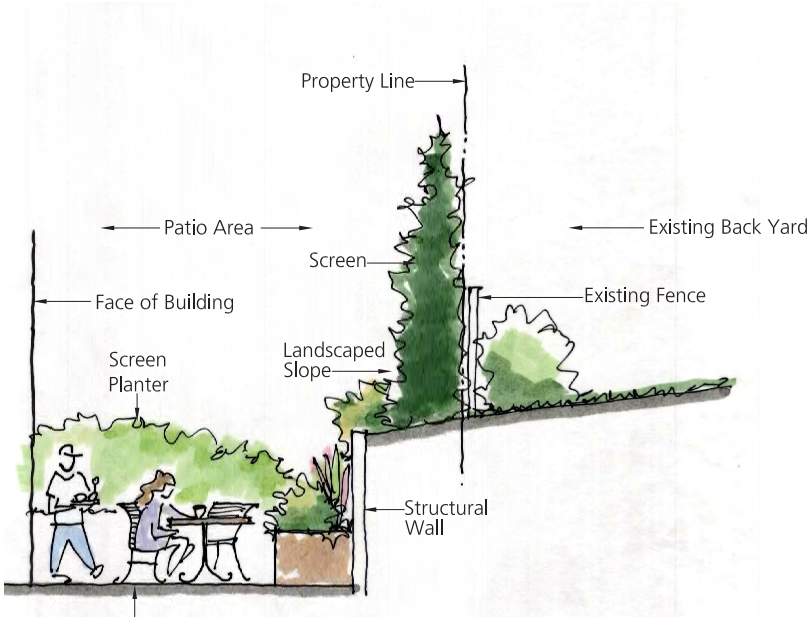 Property Line
Patio Area
Existing Back Yard
Screen
Face of Building
Existing Fence
Landscaped
Slope
Screen
Planter
Structural
Wall